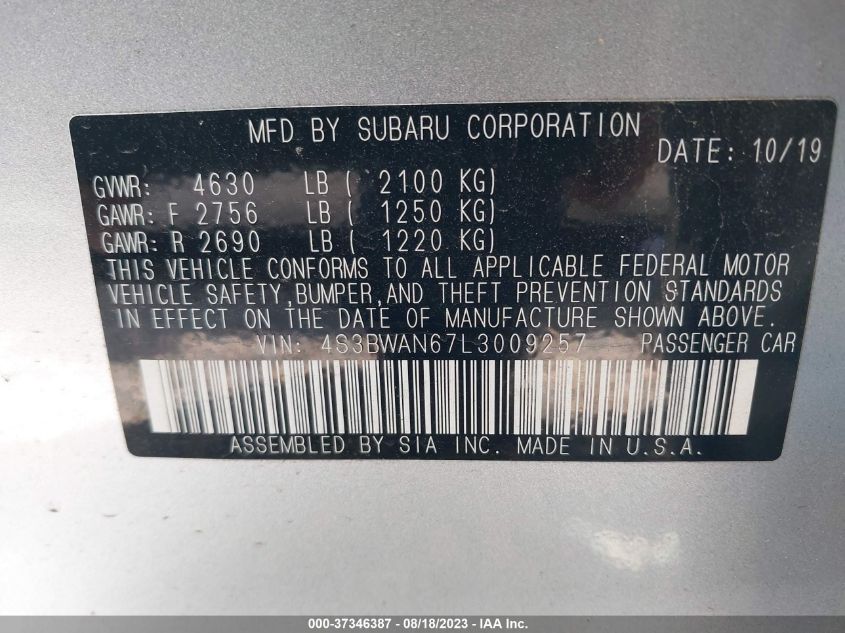 MFD BY SUBARU CORPORATION
DATE: 10/19
GVWR: 4630 LB ( 2100 KG)
GAWR: F 2756 LB ( 1250 KG)
GAWR: R 2690 LB ( 1220 KG)
THIS VEHICLE CONFORMS TO ALL APPLICABLE FEDERAL MOTOR
VEHICLE SAFETY,BUMPER,AND THEFT PREVENTION STANDARDS
IN EFFECT ON THE DATE OF MANUFACTURE SHOWN ABOVE.
VIN: 4S3BWAN67L3009257 PASSENGER CAR
ASSEMBLED BY SIA INC. MADE IN U.S.A.
000-37346387 - 08/18/2023 - IAA Inc.